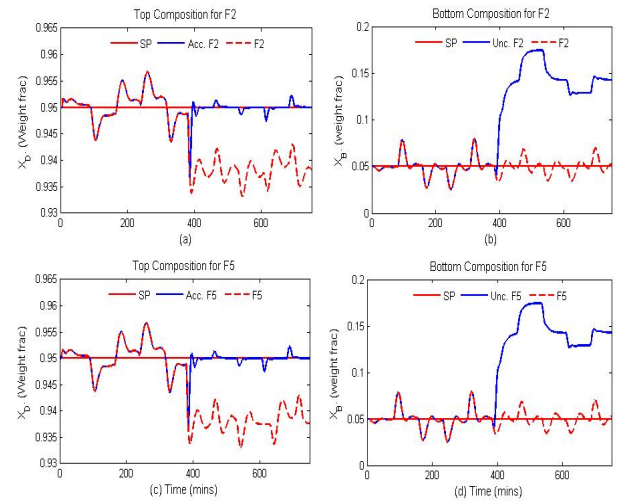 Top Composition for F2
SP Acc. F2 F2
X_D, (Weight frac)
0.965
0.96
0.955
0.95
0.945
0.94
0.935
0.93
0 200 400 600
(a)
Bottom Composition for F2
SP Unc. F2 F2
X_B, (weight frac)
0.2
0.15
0.1
0.05
0
0 200 400 600
(b)
Top Composition for F5
SP Acc. F5 F5
X_D, (Weight frac)
0.965
0.96
0.955
0.95
0.945
0.94
0.935
0.93
0 200 400 600
(c) Time (mins)
Bottom Composition for F5
SP Unc. F5 F5
X_B, (weight frac)
0.2
0.15
0.1
0.05
0
0 200 400 600
(d) Time (mins)